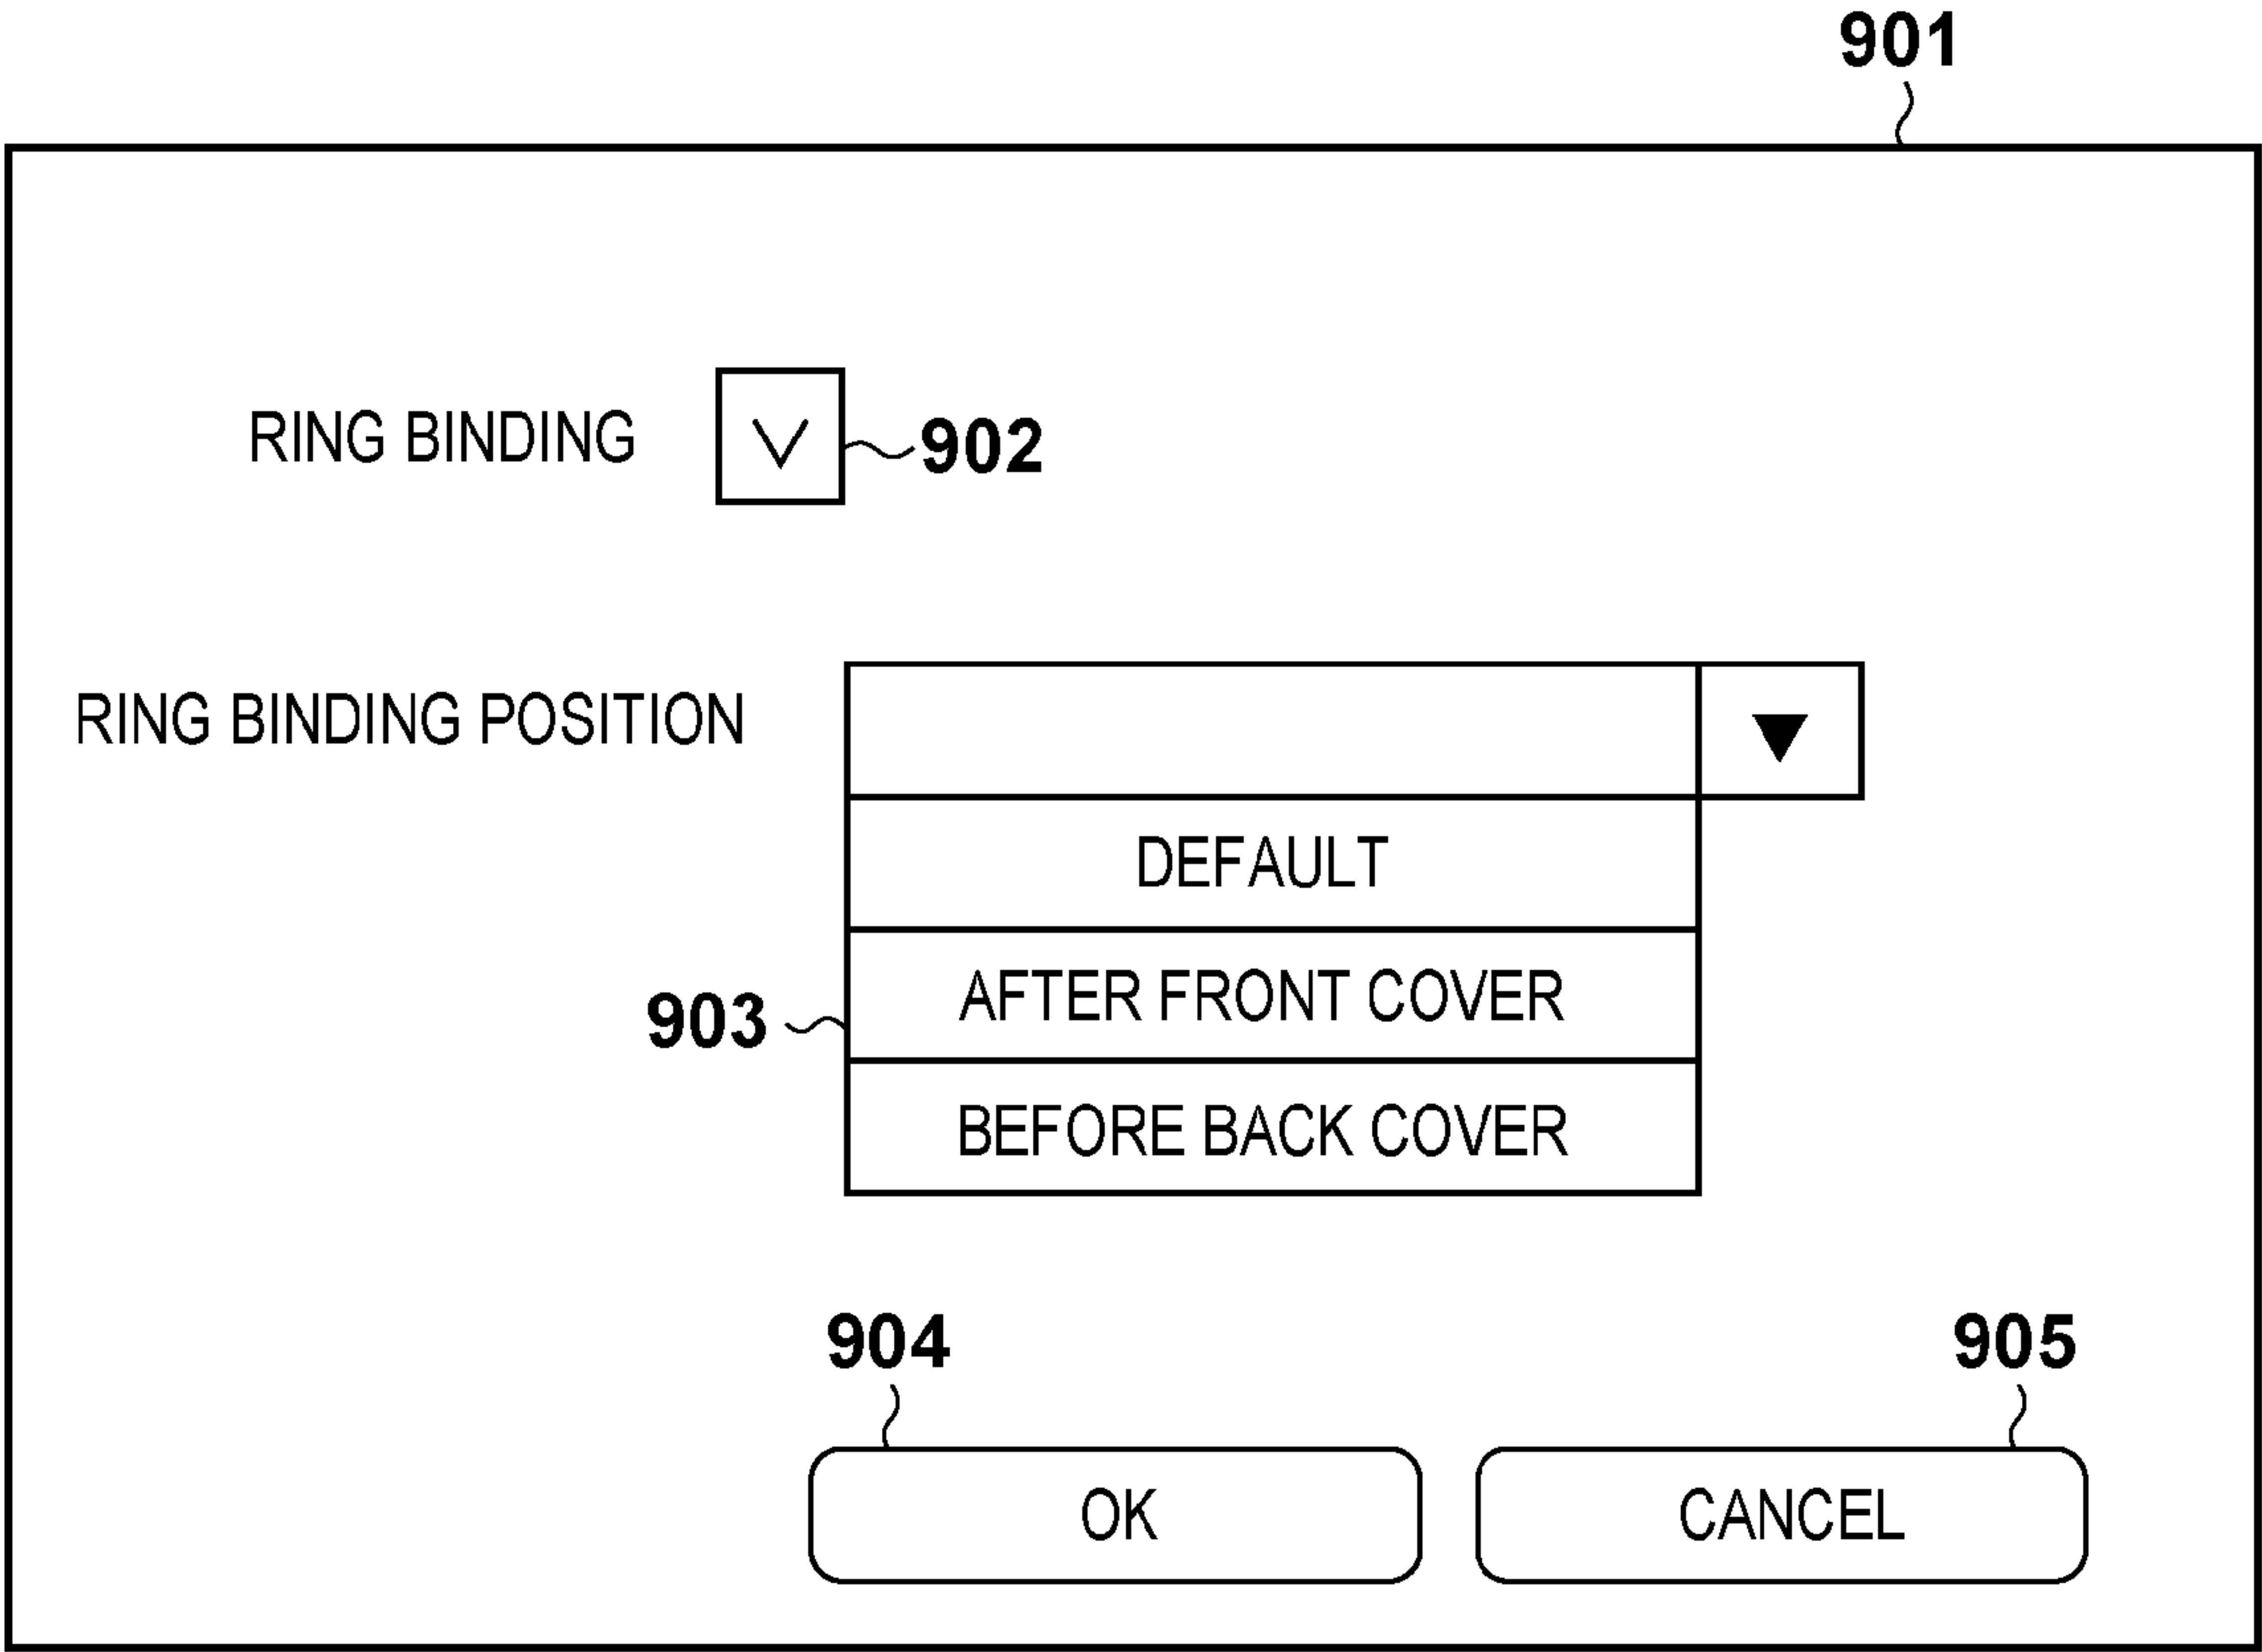 901
RING BINDING V 902
RING BINDING POSITION ▼
DEFAULT
AFTER FRONT COVER
903
BEFORE BACK COVER
904 905
OK CANCEL